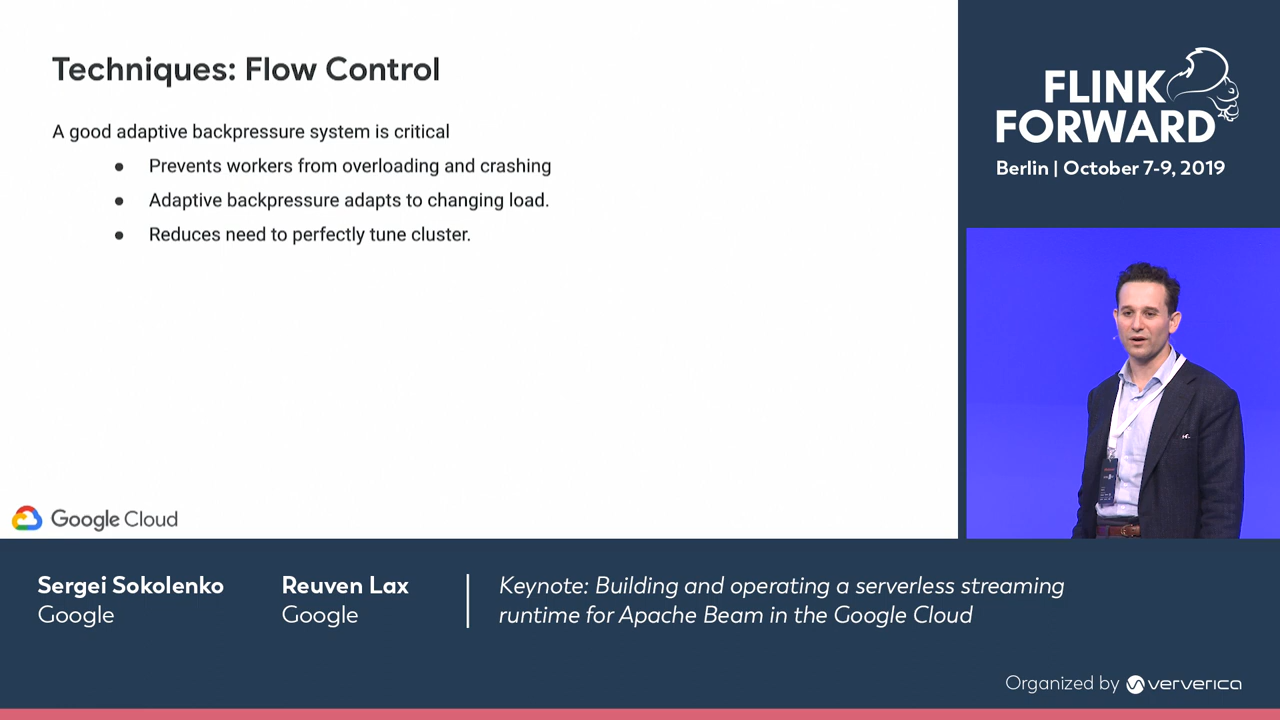 Techniques: Flow Control
A good adaptive backpressure system is critical
● Prevents workers from overloading and crashing
● Adaptive backpressure adapts to changing load.
● Reduces need to perfectly tune cluster.
Google Cloud
FLINK
FORWARD
Berlin | October 7-9, 2019
Sergei Sokolenko
Google
Reuven Lax
Google
Keynote: Building and operating a serverless streaming
runtime for Apache Beam in the Google Cloud
Organized by ververica